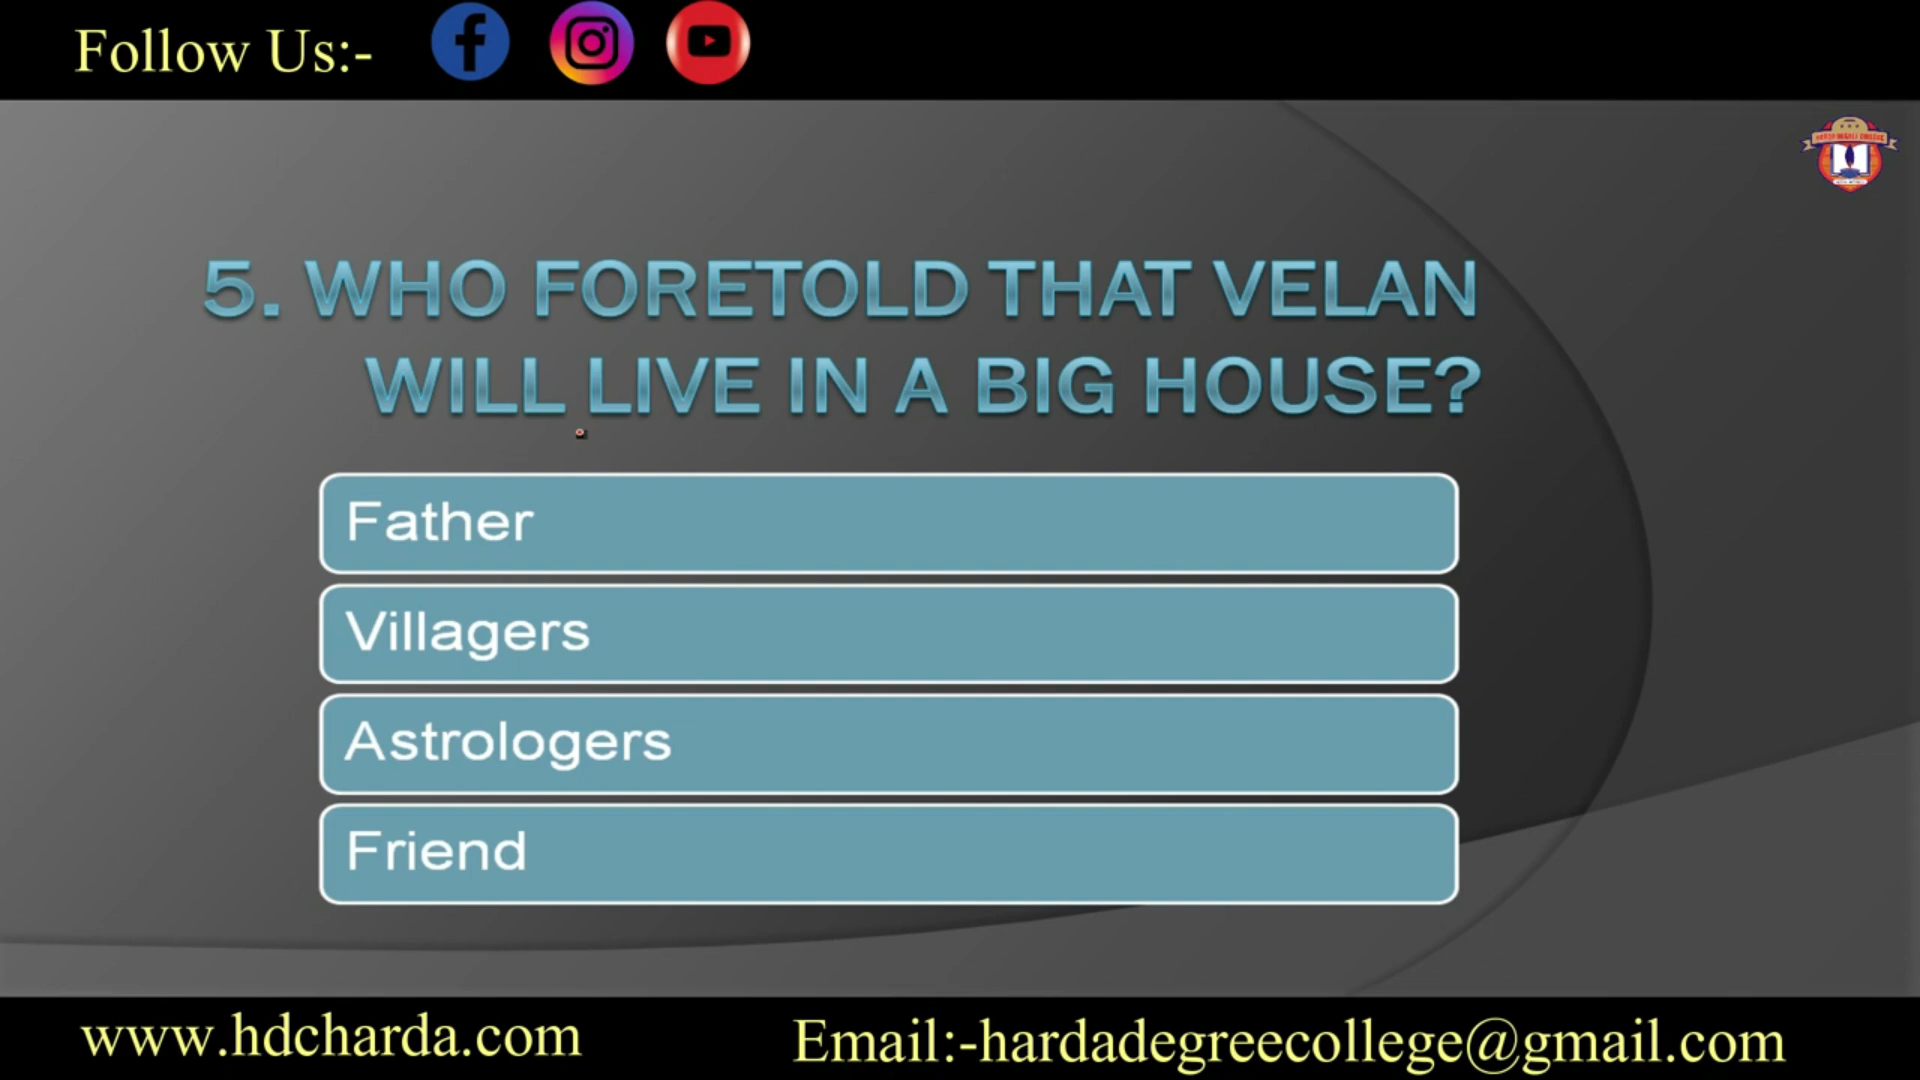 Follow Us:-
5. WHO FORETOLD THAT VELAN
WILL LIVE IN A BIG HOUSE?
Father
Villagers
Astrologers
Friend
www.hdcharda.com
Email:-hardadegreecollege@gmail.com